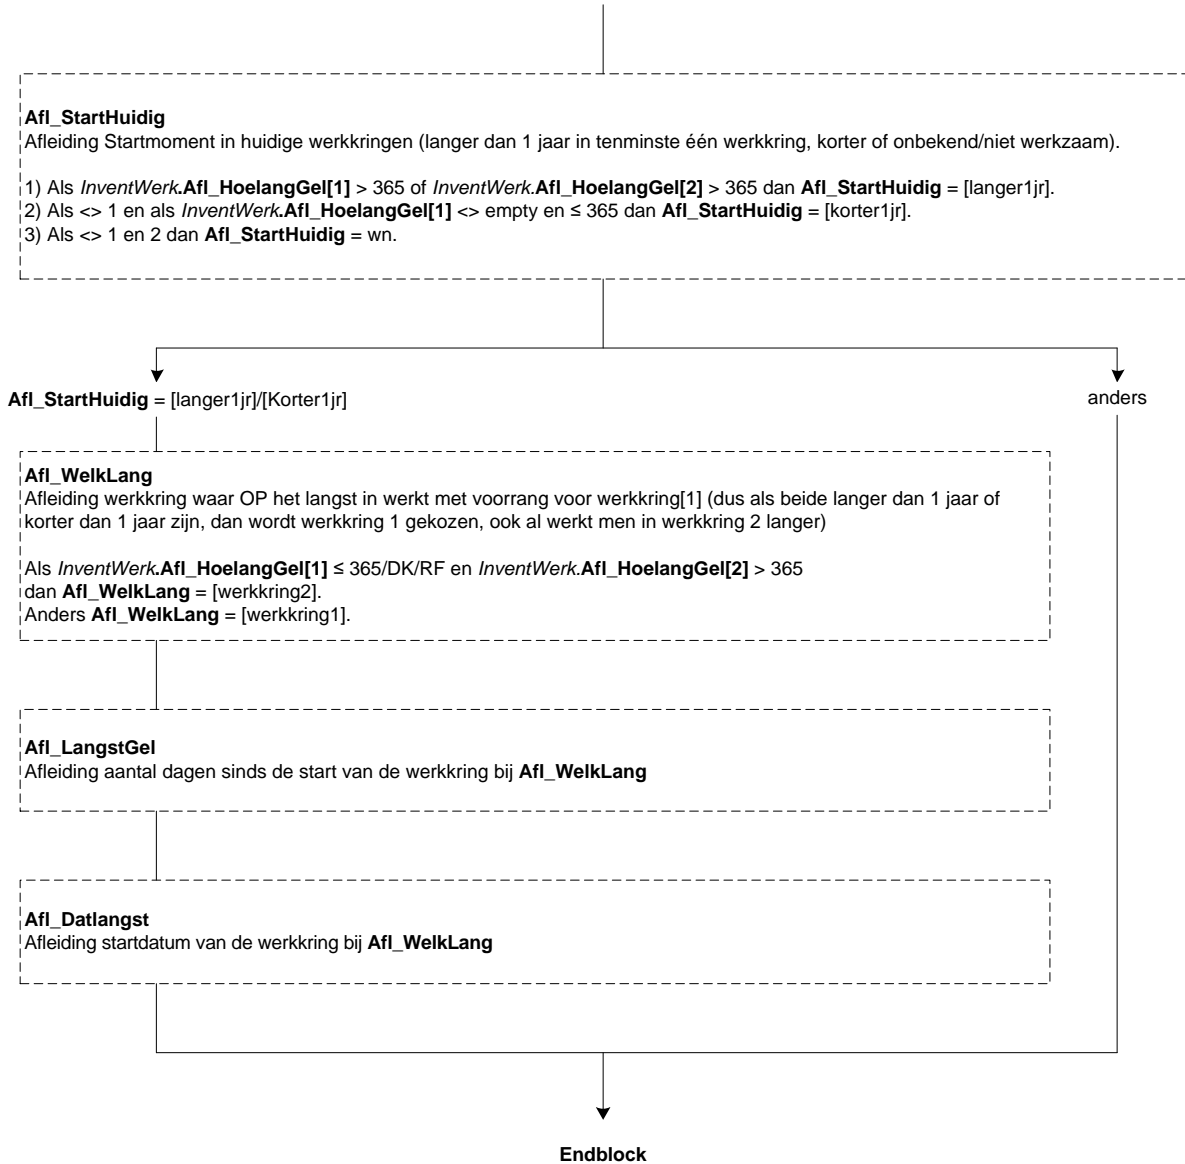 Afl_StartHuidig
Afleiding Startmoment in huidige werkkringen (langer dan 1 jaar in tenminste één werkkring, korter of onbekend/niet werkzaam).
1) Als InventWerk.Afl_HoelangGel[1] > 365 of InventWerk.Afl_HoelangGel[2] > 365 dan Afl_StartHuidig = [langer1jr].
2) Als <> 1 en als InventWerk.Afl_HoelangGel[1] <> empty en ≤ 365 dan Afl_StartHuidig = [korter1jr].
3) Als <> 1 en 2 dan Afl_StartHuidig = wn.
Afl_StartHuidig = [langer1jr]/[Korter1jr]
anders
Afl_WelkLang
Afleiding werkkring waar OP het langst in werkt met voorrang voor werkkring[1] (dus als beide langer dan 1 jaar of
korter dan 1 jaar zijn, dan wordt werkkring 1 gekozen, ook al werkt men in werkkring 2 langer)
Als InventWerk.Afl_HoelangGel[1] ≤ 365/DK/RF en InventWerk.Afl_HoelangGel[2] > 365
dan Afl_WelkLang = [werkkring2].
Anders Afl_WelkLang = [werkkring1].
Afl_LangstGel
Afleiding aantal dagen sinds de start van de werkkring bij Afl_WelkLang
Afl_Datlangst
Afleiding startdatum van de werkkring bij Afl_WelkLang
Endblock